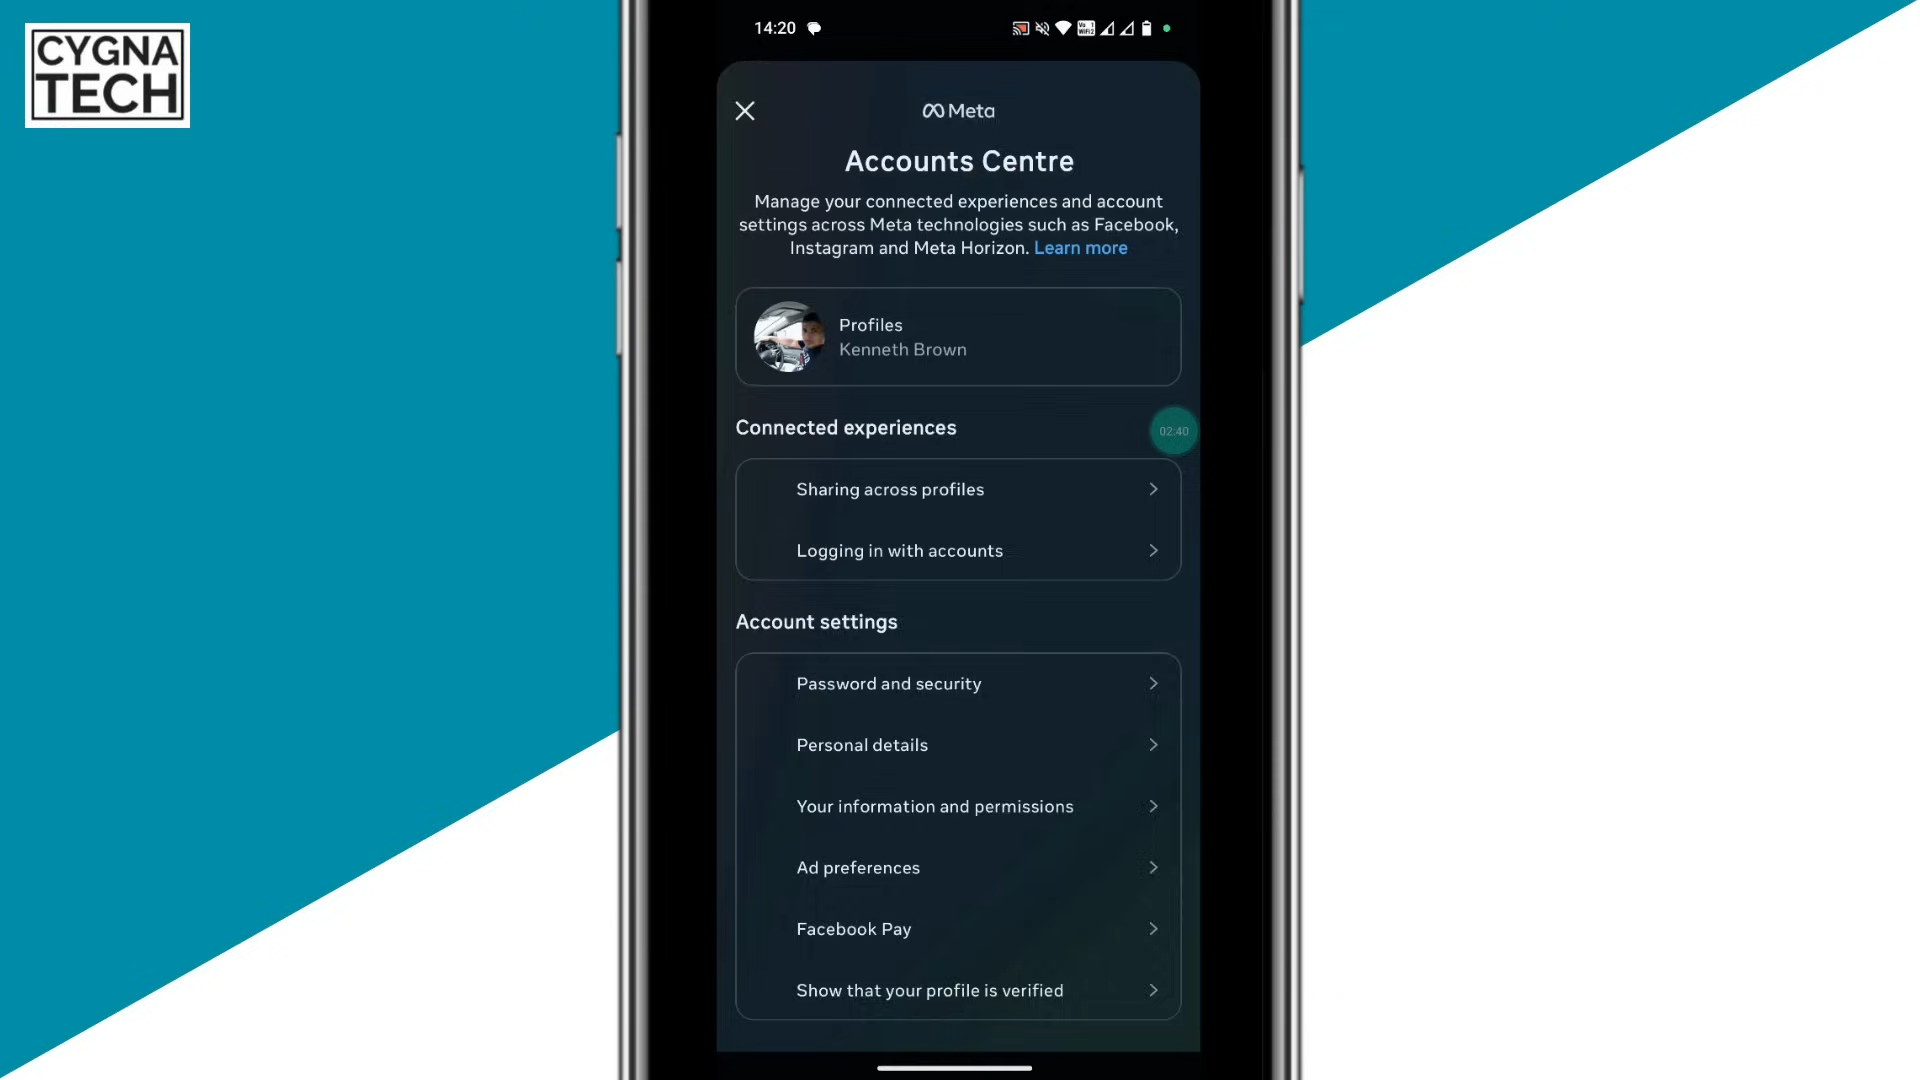 CYGNA
TECH
14:20
Vo 1
WiFi2
Meta
Accounts Centre
Manage your connected experiences and account
settings across Meta technologies such as Facebook,
Instagram and Meta Horizon. Learn more
Profiles
Kenneth Brown
Connected experiences
02:40
Sharing across profiles
Logging in with accounts
Account settings
Password and security
Personal details
Your information and permissions
Ad preferences
Facebook Pay
Show that your profile is verified